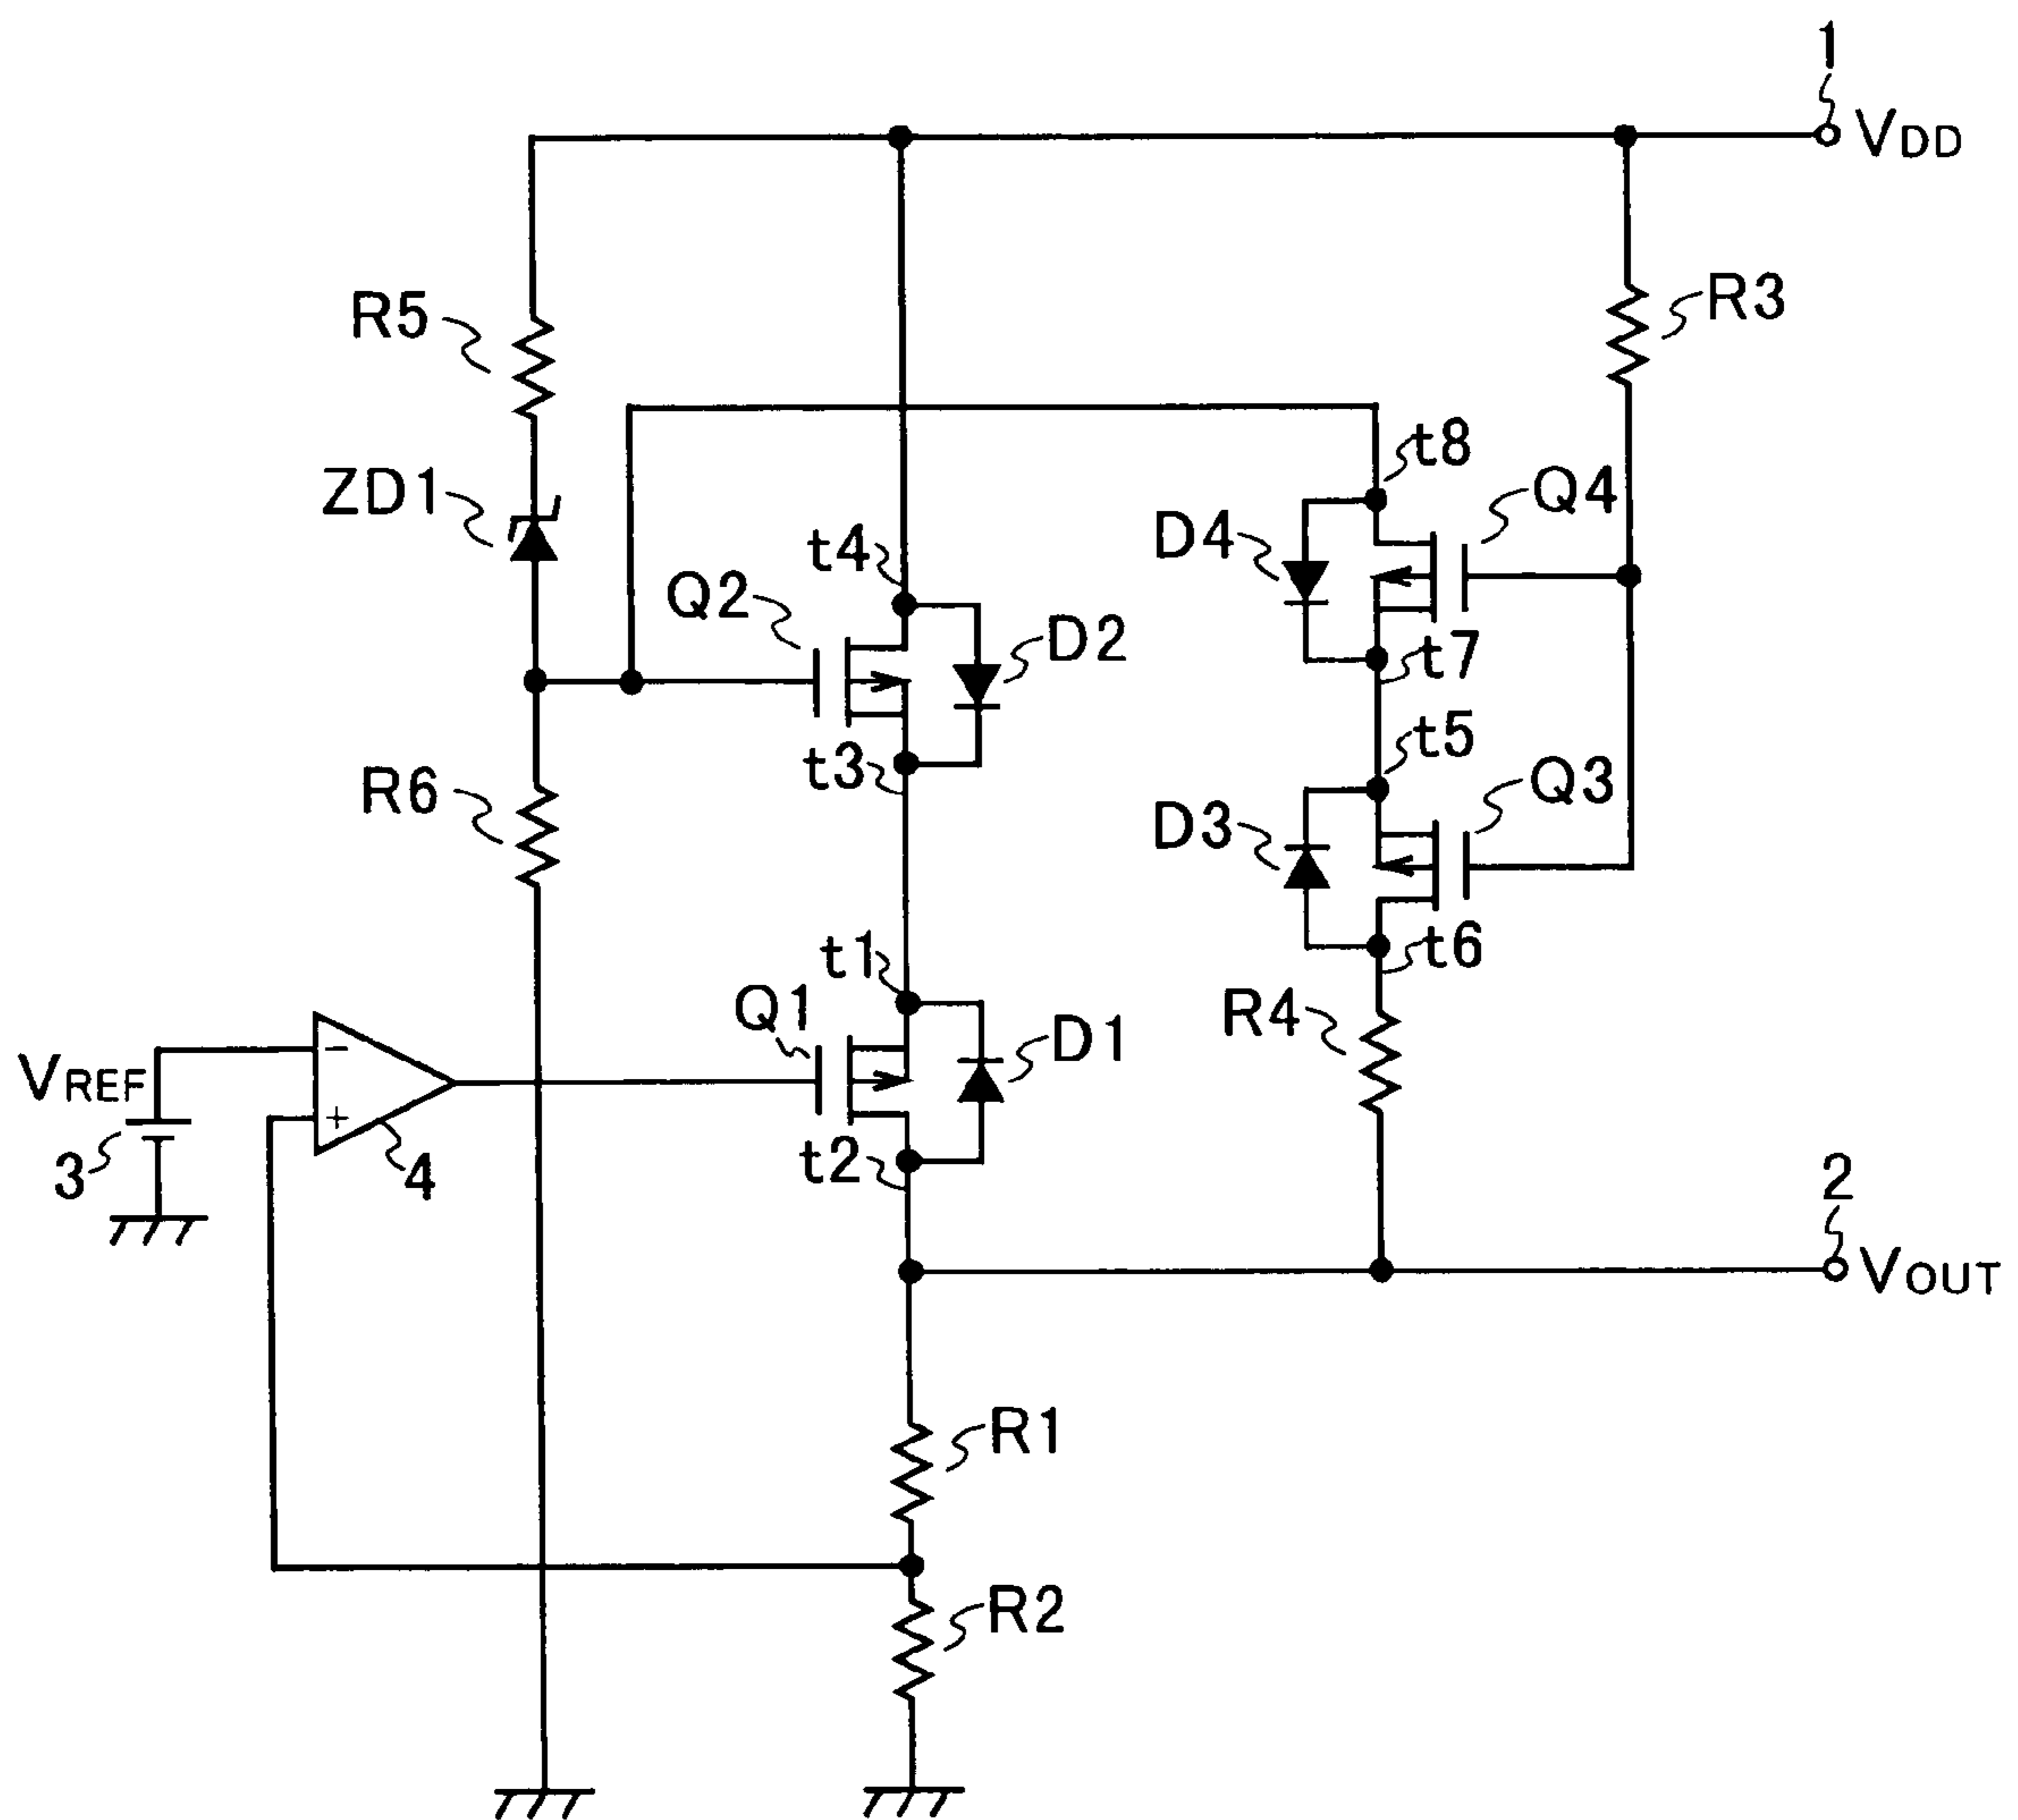 1
VDD
R5
R3
t8
ZD1
Q4
D4
t4
Q2
D2
t7
t5
t3
Q3
R6
D3
t6
t1
Q1
R4
D1
−
VREF
+
3
4
t2
2
VOUT
R1
R2